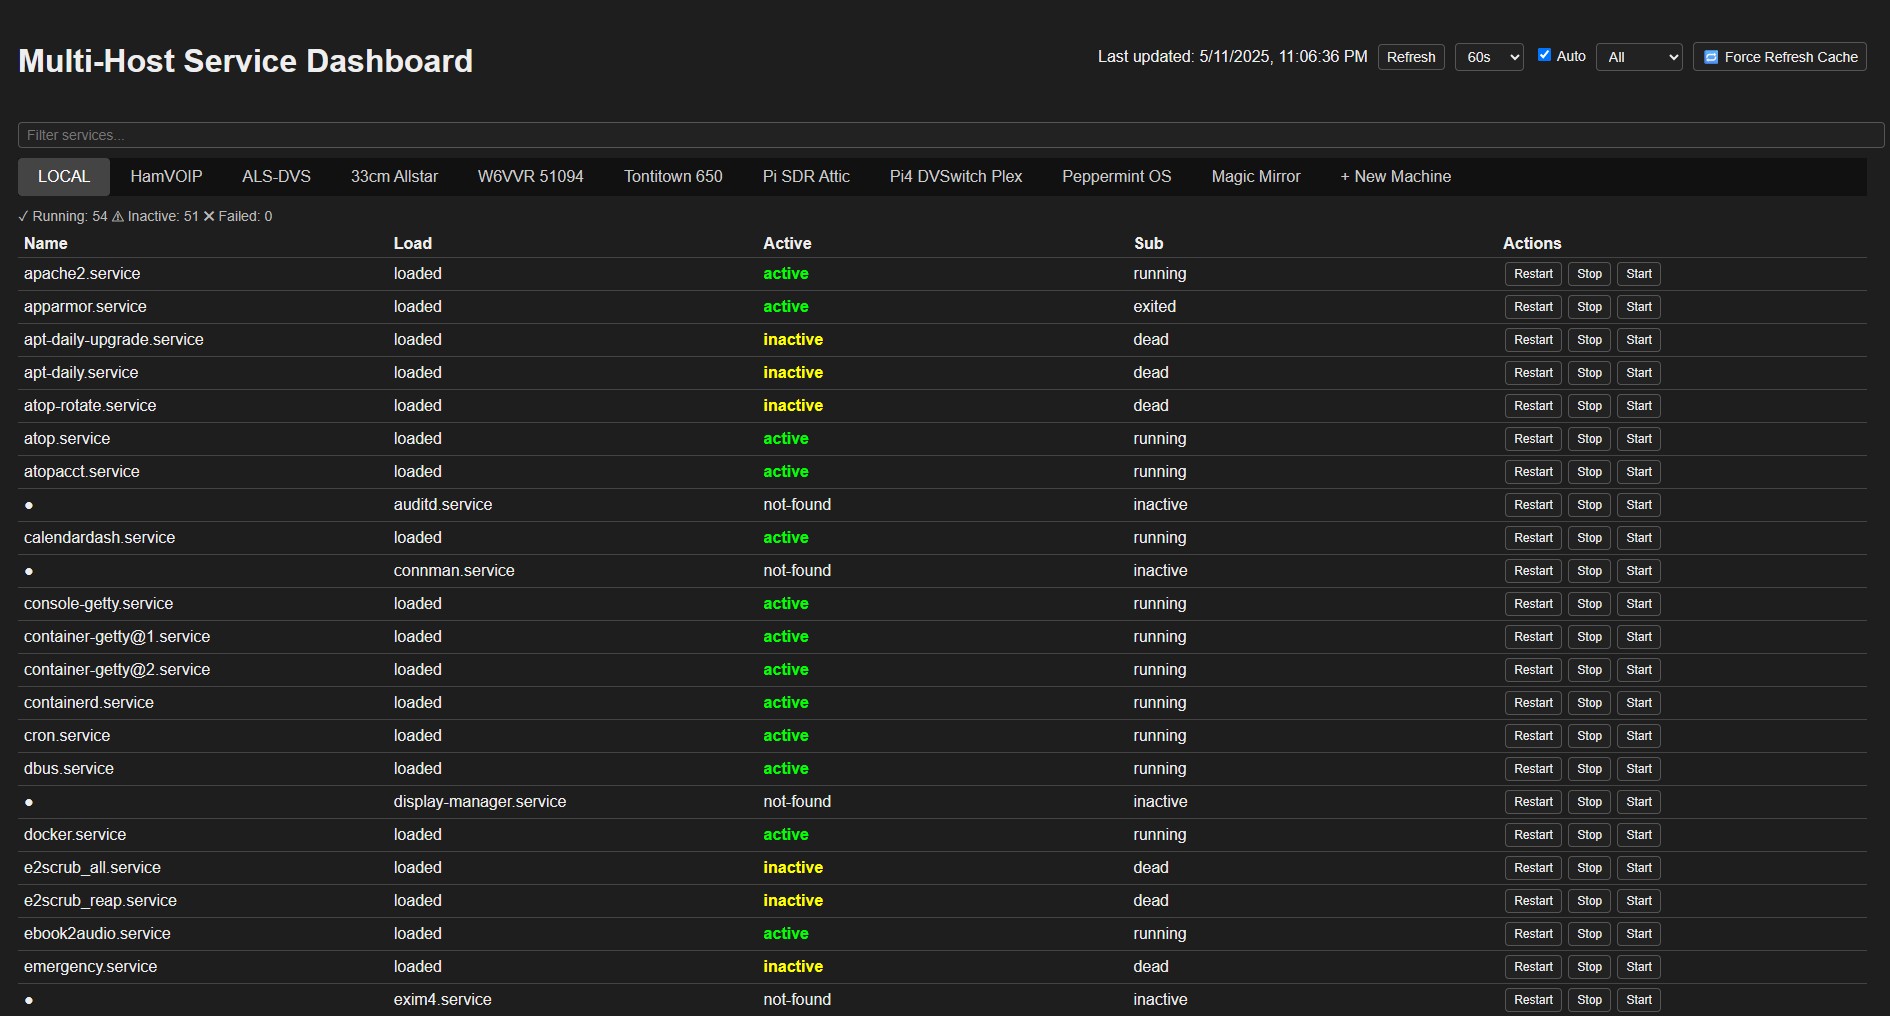 Multi-Host Service Dashboard
Last updated: 5/11/2025, 11:06:36 PM Refresh 60s Auto All Force Refresh Cache
Filter services...
LOCAL HamVOIP ALS-DVS 33cm Allstar W6VVR 51094 Tontitown 650 Pi SDR Attic Pi4 DVSwitch Plex Peppermint OS Magic Mirror + New Machine
✓ Running: 54 ⚠ Inactive: 51 ✕ Failed: 0
Name Load Active Sub Actions
apache2.service loaded active running Restart Stop Start
apparmor.service loaded active exited Restart Stop Start
apt-daily-upgrade.service loaded inactive dead Restart Stop Start
apt-daily.service loaded inactive dead Restart Stop Start
atop-rotate.service loaded inactive dead Restart Stop Start
atop.service loaded active running Restart Stop Start
atopacct.service loaded active running Restart Stop Start
● auditd.service not-found inactive Restart Stop Start
calendardash.service loaded active running Restart Stop Start
● connman.service not-found inactive Restart Stop Start
console-getty.service loaded active running Restart Stop Start
container-getty@1.service loaded active running Restart Stop Start
container-getty@2.service loaded active running Restart Stop Start
containerd.service loaded active running Restart Stop Start
cron.service loaded active running Restart Stop Start
dbus.service loaded active running Restart Stop Start
● display-manager.service not-found inactive Restart Stop Start
docker.service loaded active running Restart Stop Start
e2scrub_all.service loaded inactive dead Restart Stop Start
e2scrub_reap.service loaded inactive dead Restart Stop Start
ebook2audio.service loaded active running Restart Stop Start
emergency.service loaded inactive dead Restart Stop Start
● exim4.service not-found inactive Restart Stop Start